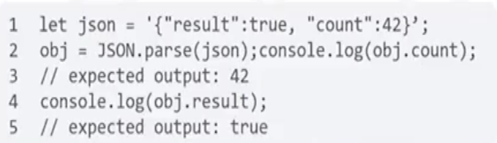 1 let json = '{"result":true, "count":42}’;
2 obj = JSON.parse(json);console.log(obj.count);
3 // expected output: 42
4 console.log(obj.result);
5 // expected output: true